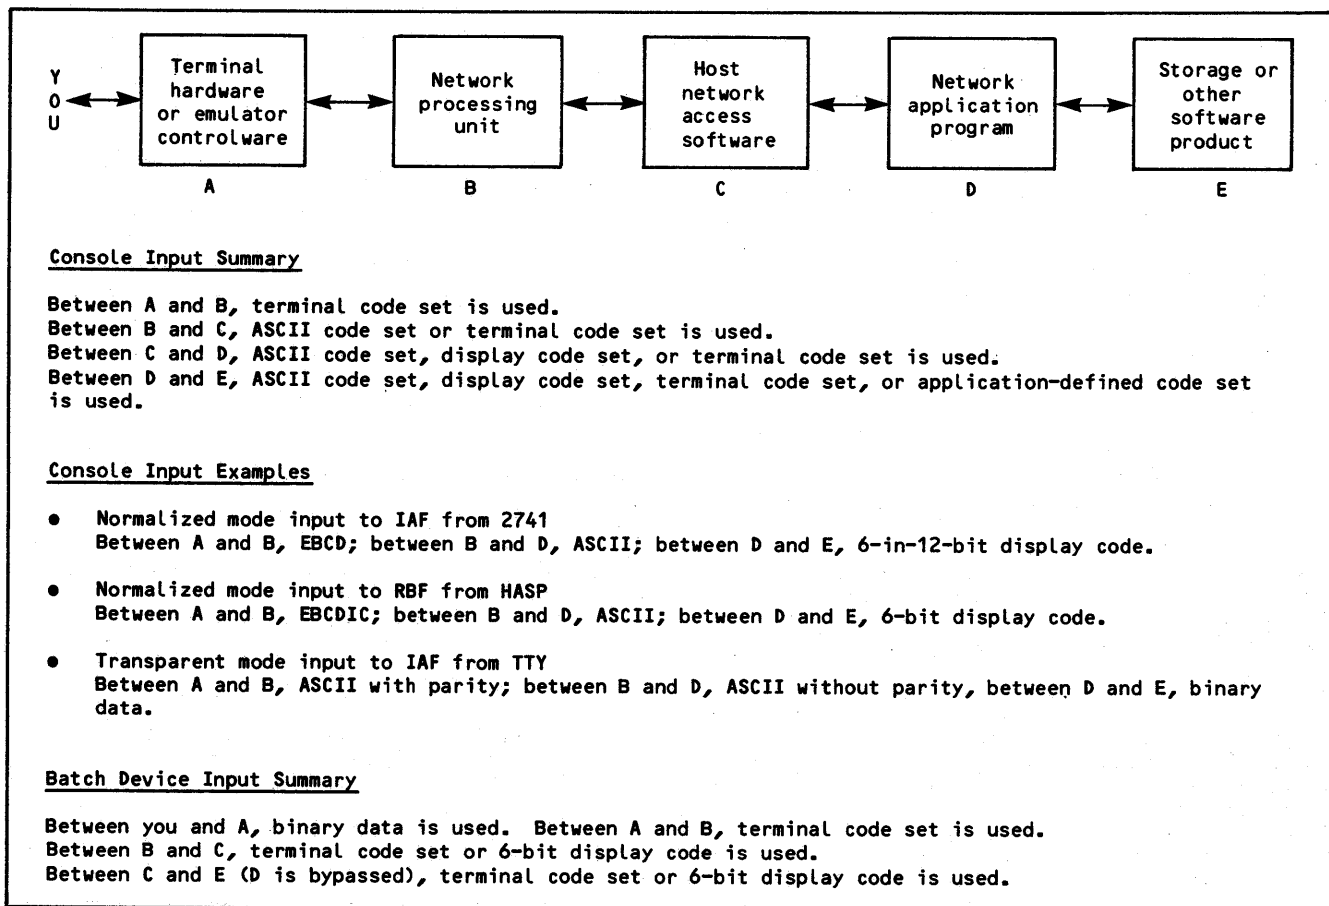 Y
O
U
Terminal
hardware
or emulator
controlware
Network
processing
unit
Host
network
access
software
Network
application
program
Storage or
other
software
product
A
B
C
D
E
Console Input Summary
Between A and B, terminal code set is used.
Between B and C, ASCII code set or terminal code set is used.
Between C and D, ASCII code set, display code set, or terminal code set is used.
Between D and E, ASCII code set, display code set, terminal code set, or application-defined code set
is used.
Console Input Examples
● Normalized mode input to IAF from 2741
Between A and B, EBCD; between B and D, ASCII; between D and E, 6-in-12-bit display code.
● Normalized mode input to RBF from HASP
Between A and B, EBCDIC; between B and D, ASCII; between D and E, 6-bit display code.
● Transparent mode input to IAF from TTY
Between A and B, ASCII with parity; between B and D, ASCII without parity, between D and E, binary
data.
Batch Device Input Summary
Between you and A, binary data is used. Between A and B, terminal code set is used.
Between B and C, terminal code set or 6-bit display code is used.
Between C and E (D is bypassed), terminal code set or 6-bit display code is used.